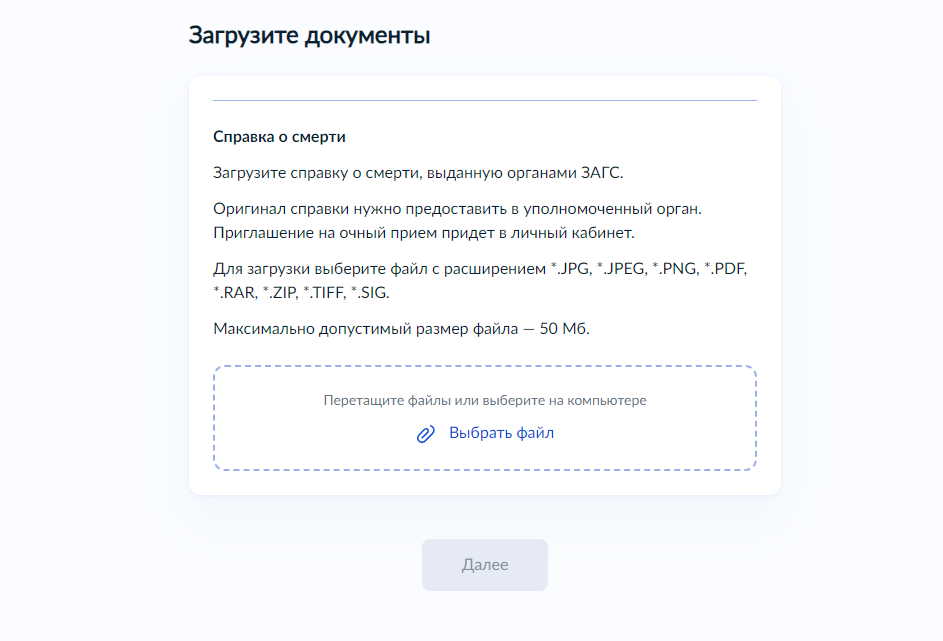 Загрузите документы
Справка о смерти
Загрузите справку о смерти, выданную органами ЗАГС.
Оригинал справки нужно предоставить в уполномоченный орган.
Приглашение на очный прием придет в личный кабинет.
Для загрузки выберите файл с расширением *.JPG, *.JPEG, *.PNG, *.PDF,
*.RAR, *.ZIP, *.TIFF, *.SIG.
Максимально допустимый размер файла — 50 Мб.
Перетащите файлы или выберите на компьютере
Выбрать файл
Далее